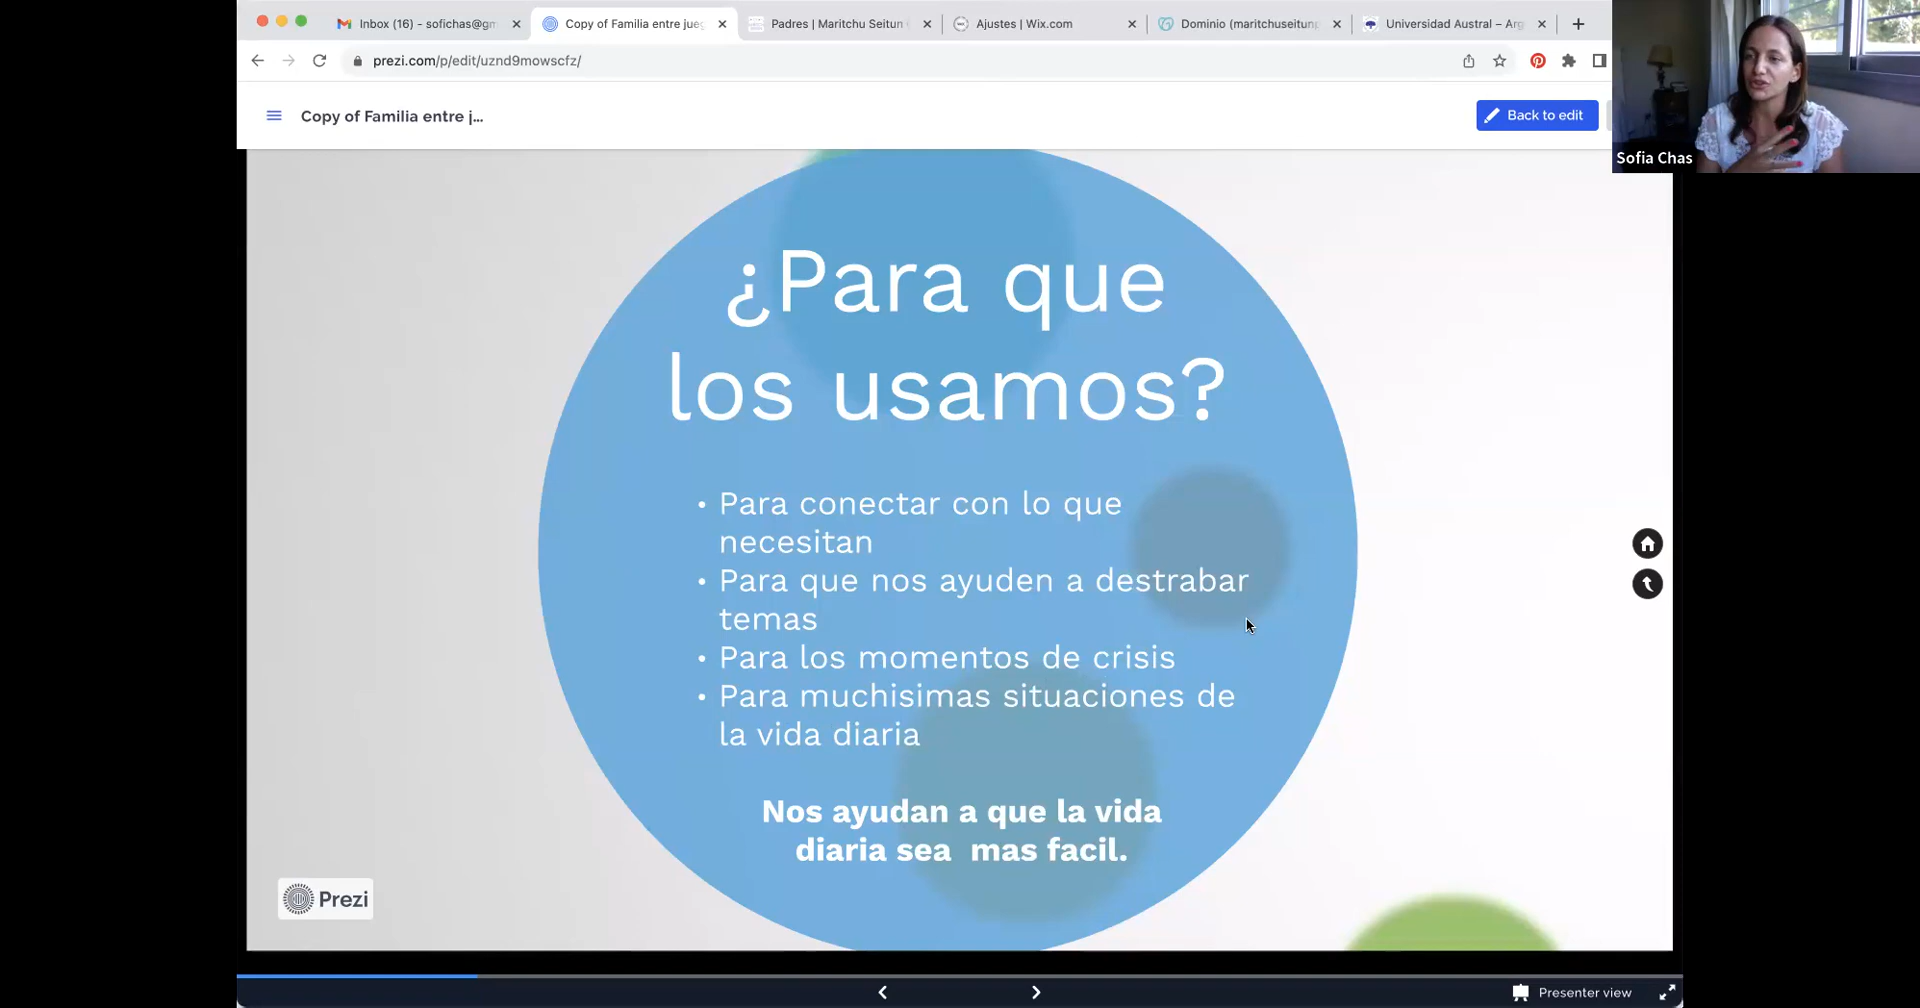 Inbox (16) - sofichas@gm
Copy of Familia entre jueg
Padres | Maritchu Seitun
Ajustes | Wix.com
Dominio (maritchuseitunp
Universidad Austral – Arg
prezi.com/p/edit/uznd9mowscfz/
Copy of Familia entre j...
Back to edit
Sofia Chas
¿Para que
los usamos?
• Para conectar con lo que
necesitan
• Para que nos ayuden a destrabar
temas
• Para los momentos de crisis
• Para muchisimas situaciones de
la vida diaria
Nos ayudan a que la vida
diaria sea  mas facil.
Prezi
Presenter view